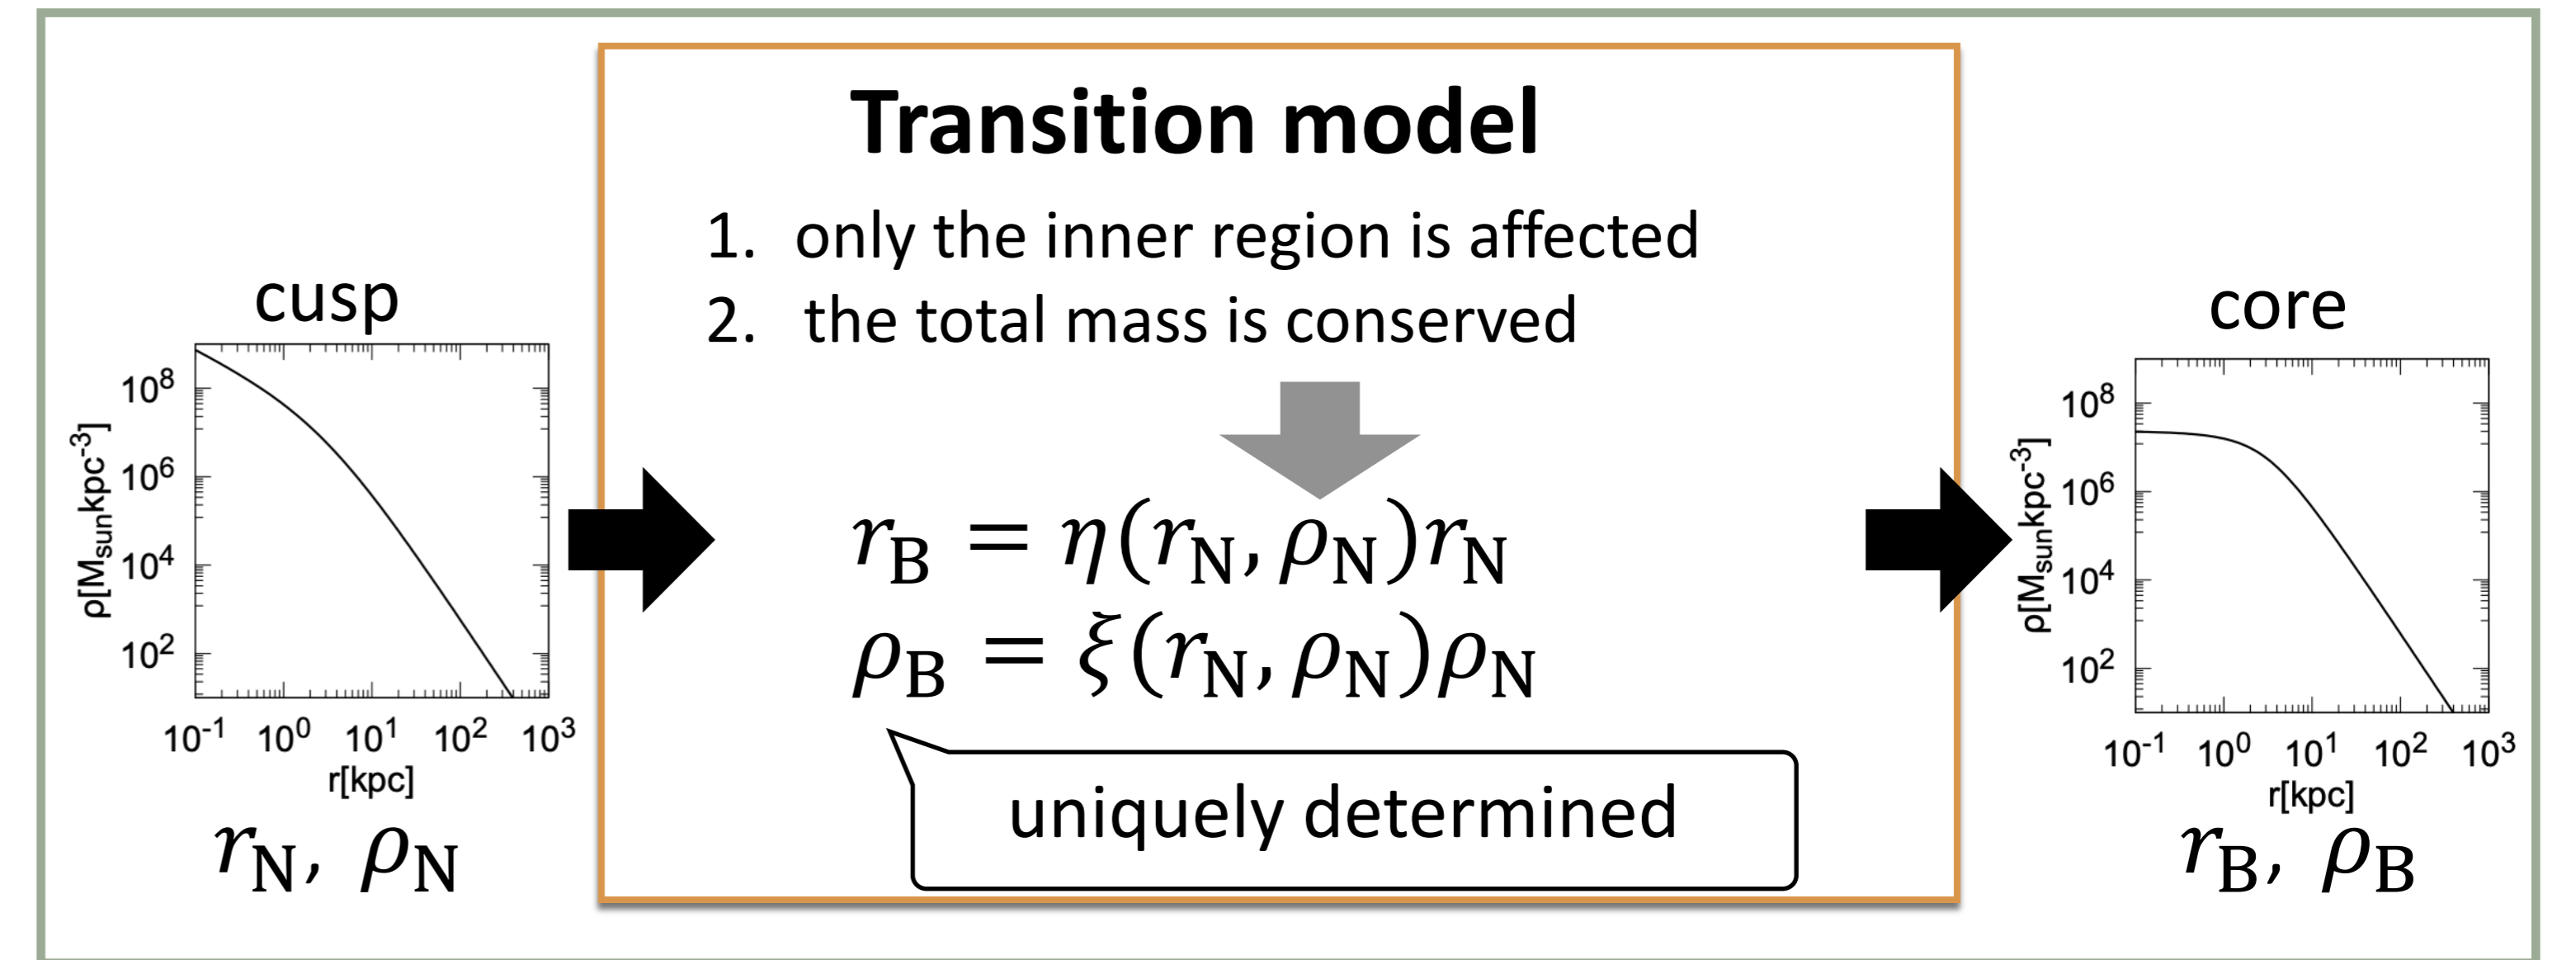 Transition model
1. only the inner region is affected
2. the total mass is conserved
cusp
ρ[M_sun kpc^-3]
10^8
10^6
10^4
10^2
10^-1 10^0 10^1 10^2 10^3
r[kpc]
r_N, ρ_N
r_B = η(r_N, ρ_N)r_N
ρ_B = ξ(r_N, ρ_N)ρ_N
uniquely determined
core
ρ[M_sun kpc^-3]
10^8
10^6
10^4
10^2
10^-1 10^0 10^1 10^2 10^3
r[kpc]
r_B, ρ_B